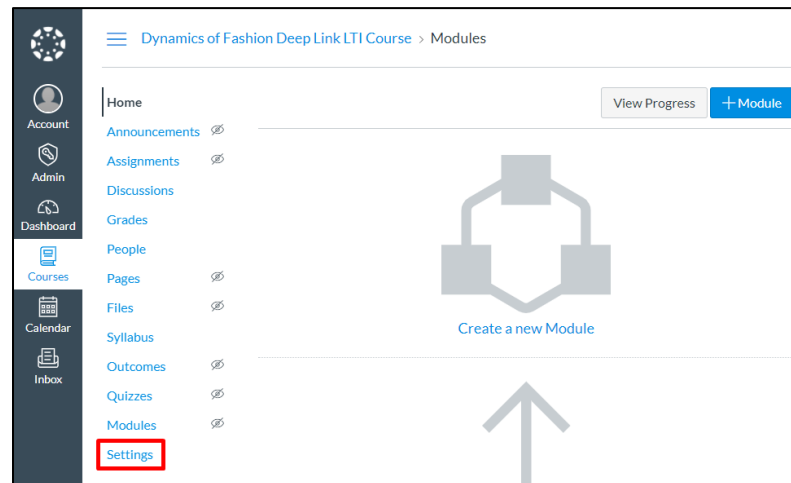 Dynamics of Fashion Deep Link LTI Course > Modules
Account
Admin
Dashboard
Courses
Calendar
Inbox
Home
Announcements
Assignments
Discussions
Grades
People
Pages
Files
Syllabus
Outcomes
Quizzes
Modules
Settings
View Progress
+ Module
Create a new Module